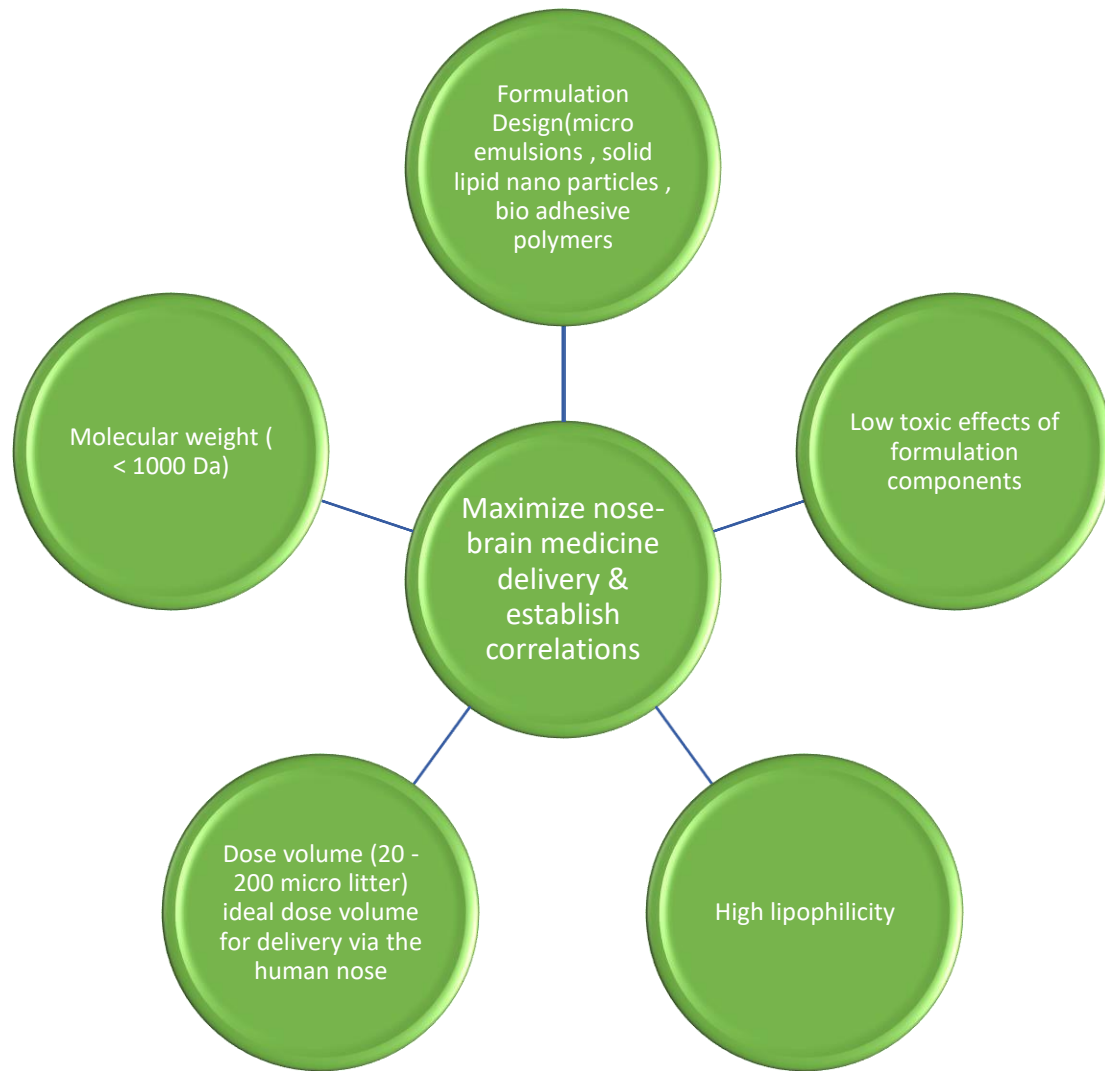 Formulation
Design(micro
emulsions , solid
lipid nano particles ,
bio adhesive
polymers
Molecular weight (
< 1000 Da)
Low toxic effects of
formulation
components
Maximize nose-
brain medicine
delivery &
establish
correlations
Dose volume (20 -
200 micro litter)
ideal dose volume
for delivery via the
human nose
High lipophilicity